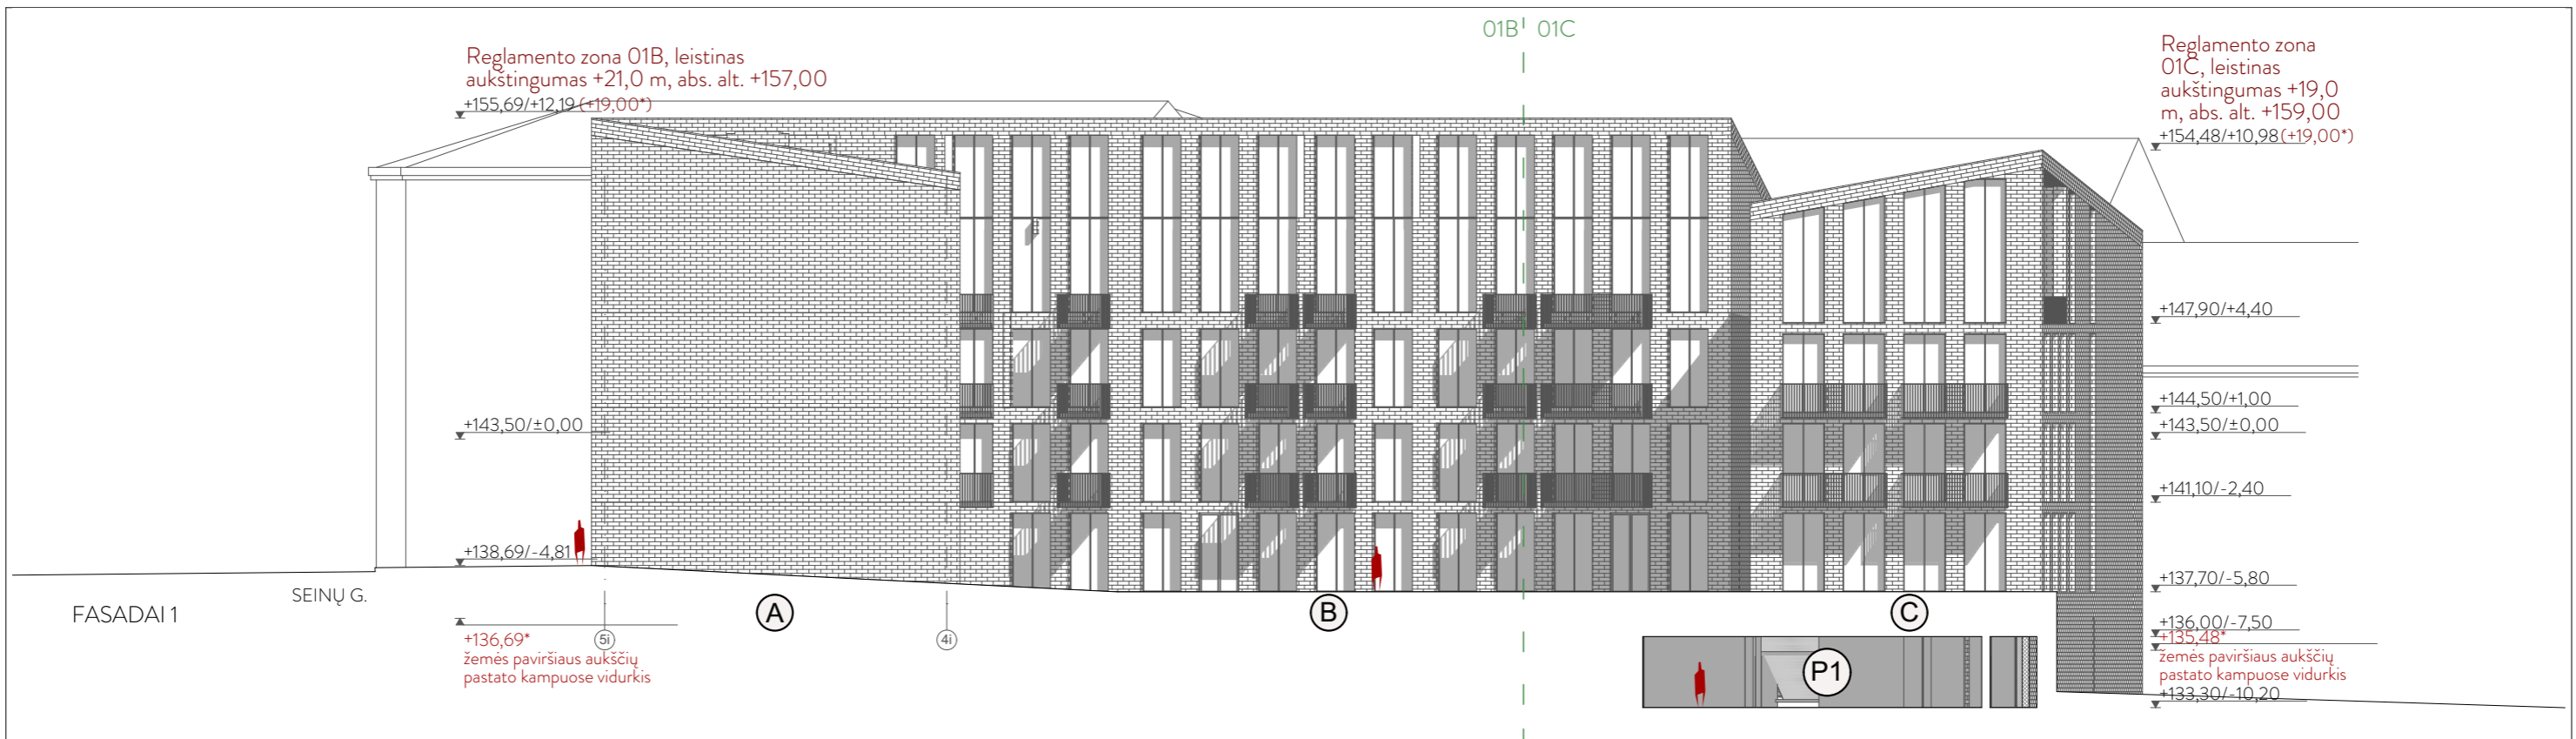 01B 01C
Reglamento zona 01B, leistinas
aukštingumas +21,0 m, abs. alt. +157,00
+155,69/+12,19 (+19,00*)
Reglamento zona
01C, leistinas
aukštingumas +19,0
m, abs. alt. +159,00
+154,48/+10,98(+19,00*)
+147,90/+4,40
+144,50/+1,00
+143,50/±0,00
+143,50/±0,00
+141,10/-2,40
+138,69/-4,81
+137,70/-5,80
SEINŲ G.
FASADAI 1
A
B
C
+136,69*
žemės paviršiaus aukščių
pastato kampuose vidurkis
5i
4i
P1
+136,00/-7,50
+135,48*
žemės paviršiaus aukščių
pastato kampuose vidurkis
+133,30/-10,20